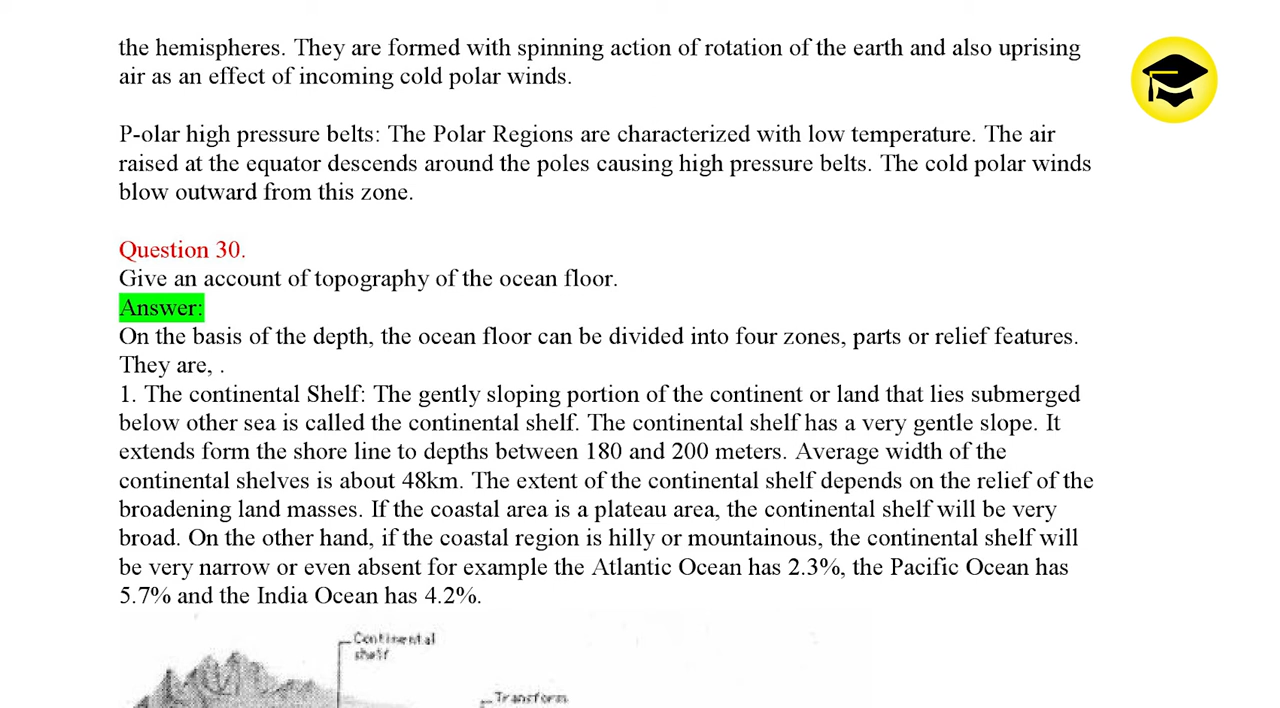 the hemispheres. They are formed with spinning action of rotation of the earth and also uprising
air as an effect of incoming cold polar winds.
P-olar high pressure belts: The Polar Regions are characterized with low temperature. The air
raised at the equator descends around the poles causing high pressure belts. The cold polar winds
blow outward from this zone.
Question 30.
Give an account of topography of the ocean floor.
Answer:
On the basis of the depth, the ocean floor can be divided into four zones, parts or relief features.
They are, .
1. The continental Shelf: The gently sloping portion of the continent or land that lies submerged
below other sea is called the continental shelf. The continental shelf has a very gentle slope. It
extends form the shore line to depths between 180 and 200 meters. Average width of the
continental shelves is about 48km. The extent of the continental shelf depends on the relief of the
broadening land masses. If the coastal area is a plateau area, the continental shelf will be very
broad. On the other hand, if the coastal region is hilly or mountainous, the continental shelf will
be very narrow or even absent for example the Atlantic Ocean has 2.3%, the Pacific Ocean has
5.7% and the India Ocean has 4.2%.
Continental
shelf
Transform